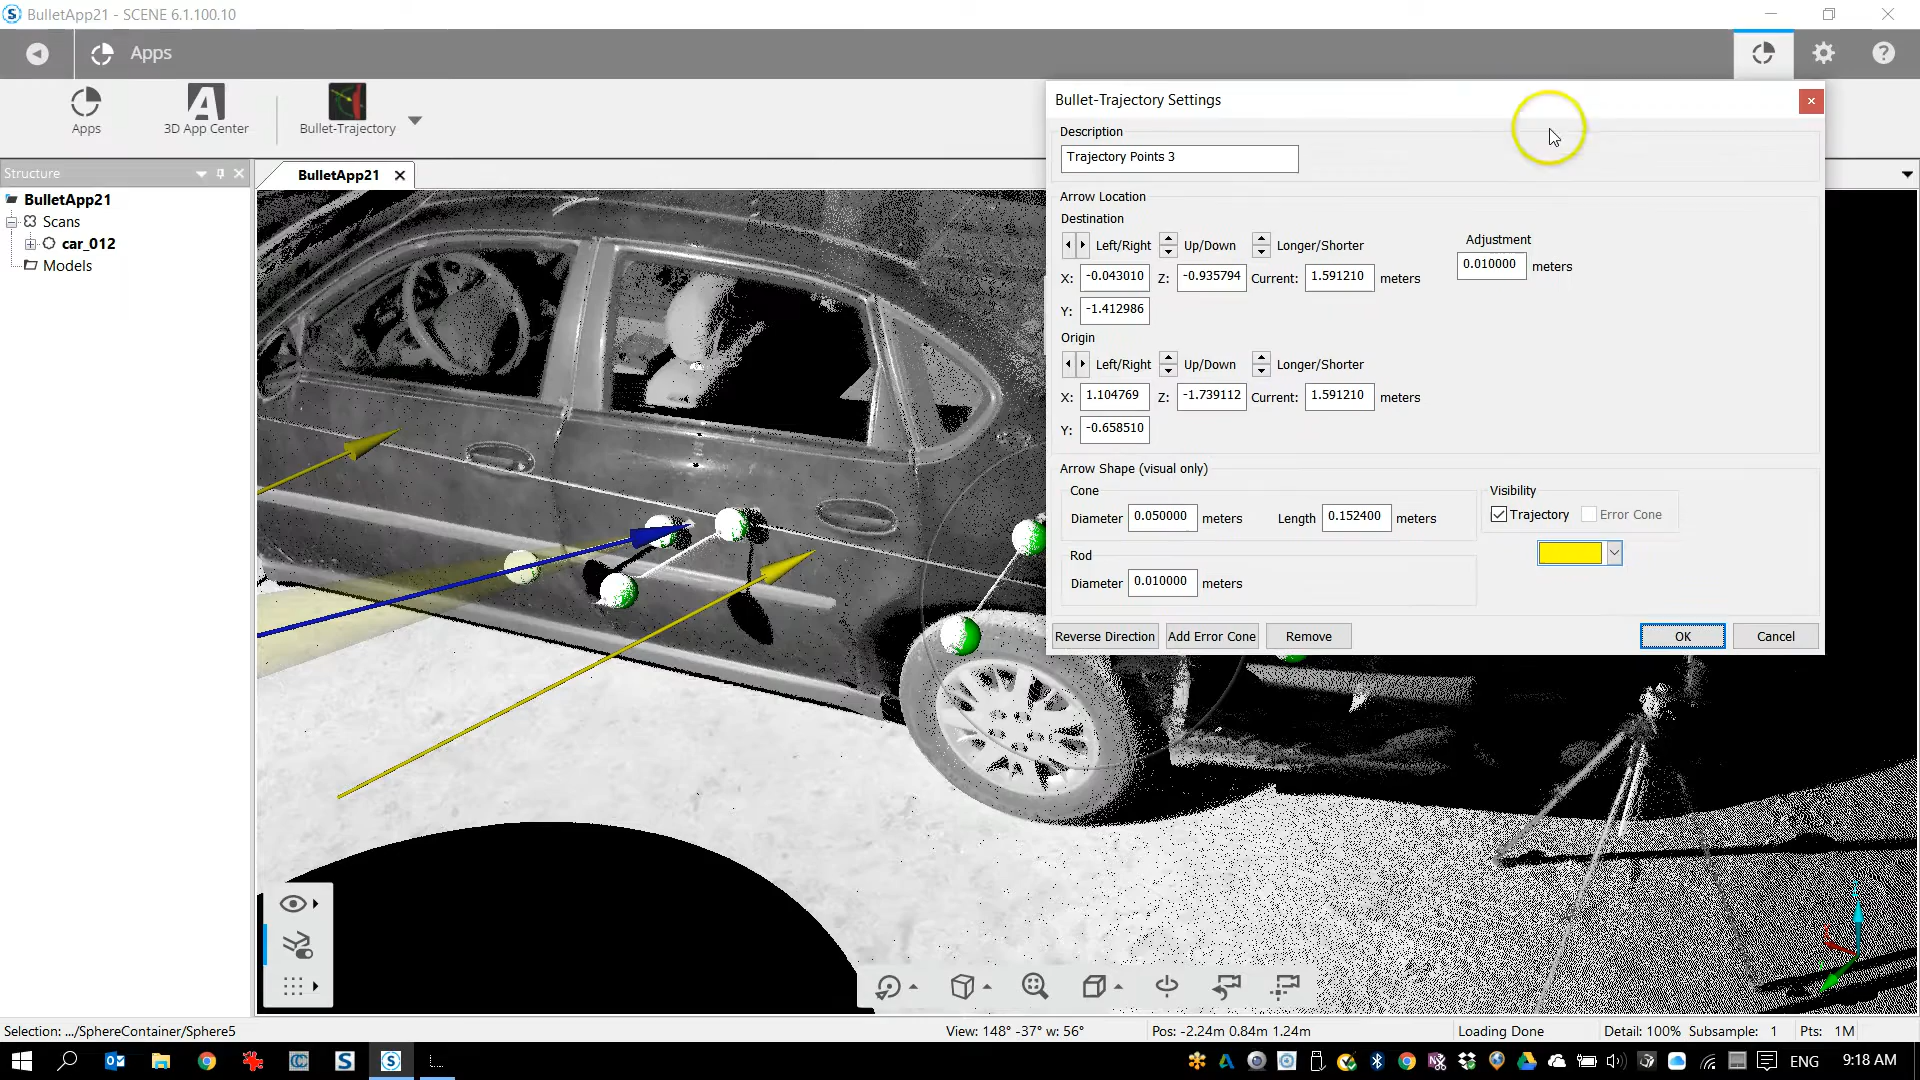 BulletApp21 - SCENE 6.1.100.10
Apps
Apps
3D App Center
Bullet-Trajectory
Structure
BulletApp21
Scans
car_012
Models
BulletApp21
Bullet-Trajectory Settings
Description
Trajectory Points 3
Arrow Location
Destination
Left/Right Up/Down Longer/Shorter Adjustment
0.010000 meters
X: -0.043010 Z: -0.935794 Current: 1.591210 meters
Y: -1.412986
Origin
Left/Right Up/Down Longer/Shorter
X: 1.104769 Z: -1.739112 Current: 1.591210 meters
Y: -0.658510
Arrow Shape (visual only)
Cone
Diameter 0.050000 meters Length 0.152400 meters
Visibility
Trajectory Error Cone
Rod
Diameter 0.010000 meters
Reverse Direction Add Error Cone Remove OK Cancel
Selection: .../SphereContainer/Sphere5 View: 148° -37° w: 56° Pos: -2.24m 0.84m 1.24m Loading Done Detail: 100% Subsample: 1 Pts: 1M
ENG 9:18 AM